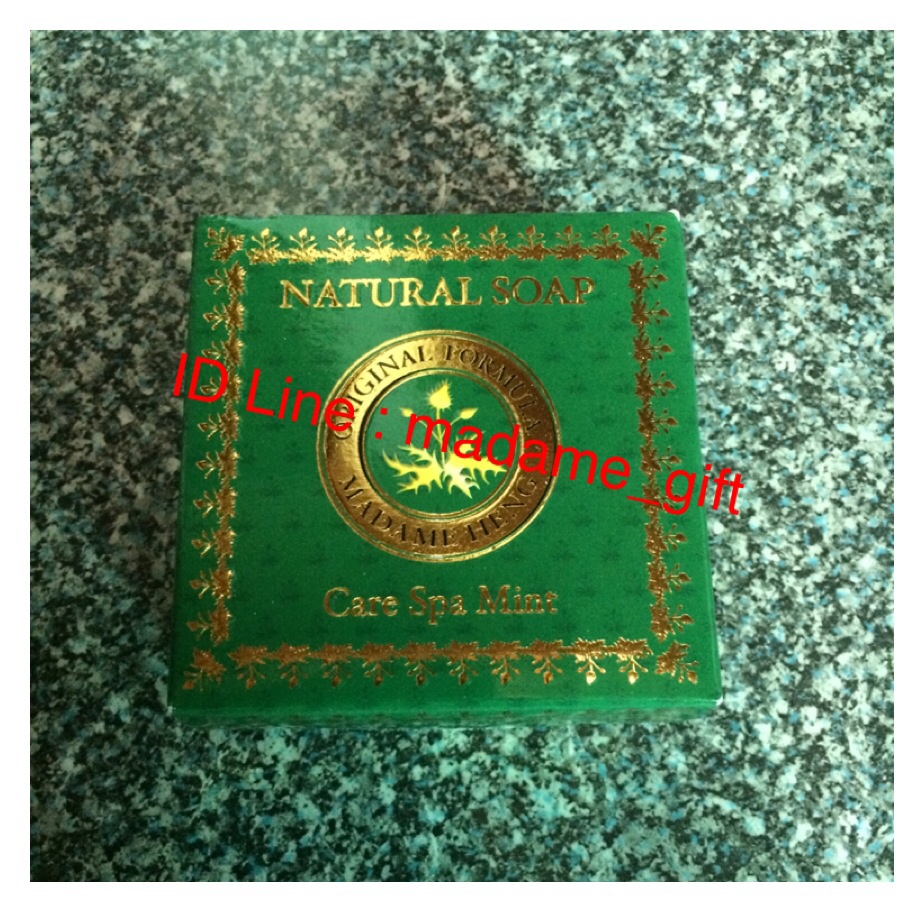 NATURAL SOAP
ORIGINAL FORMULA
MADAME HENG
Care Spa Mint
ID Line : madame_gift